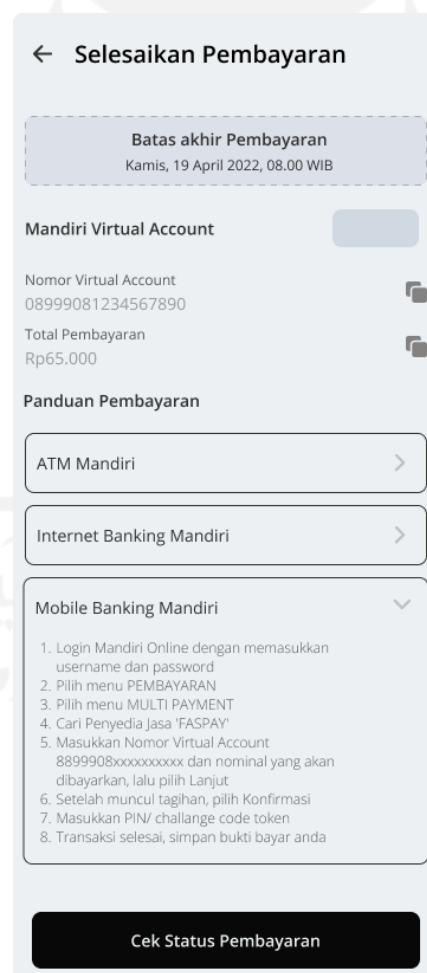 Selesaikan Pembayaran
Batas akhir Pembayaran
Kamis, 19 April 2022, 08.00 WIB
Mandiri Virtual Account
Nomor Virtual Account
08999081234567890
Total Pembayaran
Rp65.000
Panduan Pembayaran
ATM Mandiri
Internet Banking Mandiri
Mobile Banking Mandiri
1. Login Mandiri Online dengan memasukkan
username dan password
2. Pilih menu PEMBAYARAN
3. Pilih menu MULTI PAYMENT
4. Cari Penyedia Jasa 'FASPAY'
5. Masukkan Nomor Virtual Account
8899908xxxxxxxxxx dan nominal yang akan
dibayarkan, lalu pilih Lanjut
6. Setelah muncul tagihan, pilih Konfirmasi
7. Masukkan PIN/ challange code token
8. Transaksi selesai, simpan bukti bayar anda
Cek Status Pembayaran